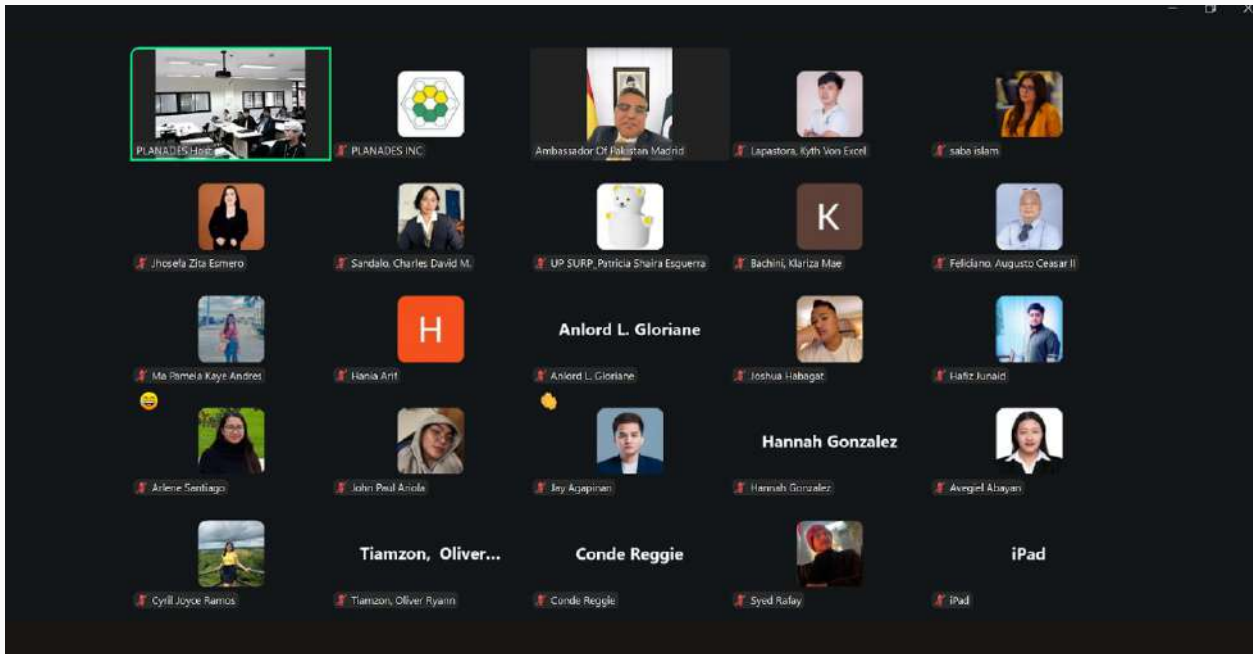 PLANADES Host
PLANADES INC
Ambassador Of Pakistan Madrid
Lapastora, Kyth Von Excel
saba islam
Jhosefa Zita Esmero
Sandalo, Charles David M.
UP SURP_Patricia Shaira Esguerra
K
Bachini, Klariza Mae
Feliciano, Augusto Ceasar II
Ma Pamela Kaye Andres
H
Hania Arif
Anlord L. Gloriane
Anlord L. Gloriane
Joshua Habagat
Hafiz Junaid
Arlene Santiago
John Paul Ariola
Jay Agapinan
Hannah Gonzalez
Hannah Gonzalez
Avegiel Abayan
Cyril Joyce Ramos
Tiamzon, Oliver...
Tiamzon, Oliver Ryann
Conde Reggie
Conde Reggie
Syed Rafay
iPad
iPad